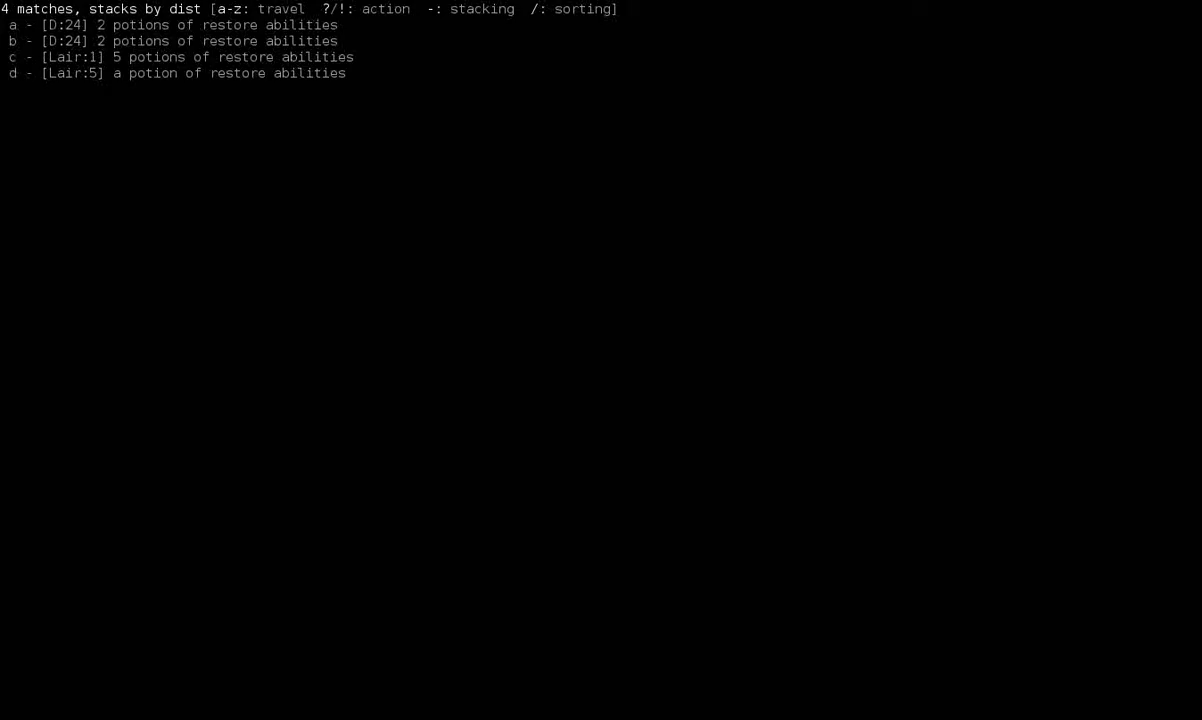 4 matches, stacks by dist [a-z: travel  ?/!: action  -: stacking  /: sorting]
a - [D:24] 2 potions of restore abilities
b - [D:24] 2 potions of restore abilities
c - [Lair:1] 5 potions of restore abilities
d - [Lair:5] a potion of restore abilities